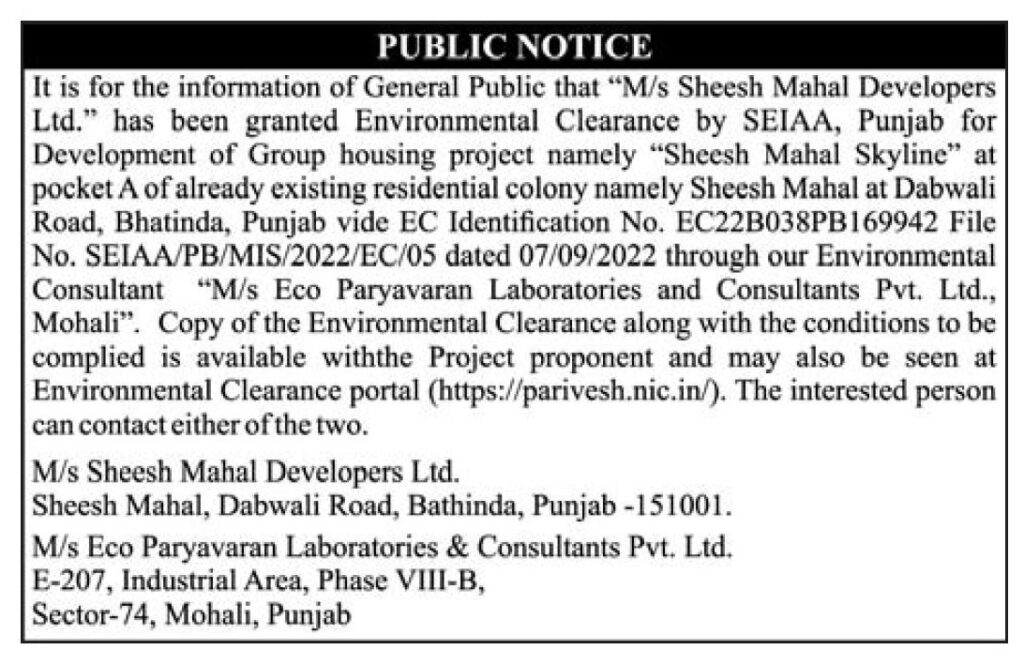 PUBLIC NOTICE
It is for the information of General Public that “M/s Sheesh Mahal Developers
Ltd.” has been granted Environmental Clearance by SEIAA, Punjab for
Development of Group housing project namely “Sheesh Mahal Skyline” at
pocket A of already existing residential colony namely Sheesh Mahal at Dabwali
Road, Bhatinda, Punjab vide EC Identification No. EC22B038PB169942 File
No. SEIAA/PB/MIS/2022/EC/05 dated 07/09/2022 through our Environmental
Consultant “M/s Eco Paryavaran Laboratories and Consultants Pvt. Ltd.,
Mohali”. Copy of the Environmental Clearance along with the conditions to be
complied is available withthe Project proponent and may also be seen at
Environmental Clearance portal (https://parivesh.nic.in/). The interested person
can contact either of the two.
M/s Sheesh Mahal Developers Ltd.
Sheesh Mahal, Dabwali Road, Bathinda, Punjab -151001.
M/s Eco Paryavaran Laboratories & Consultants Pvt. Ltd.
E-207, Industrial Area, Phase VIII-B,
Sector-74, Mohali, Punjab